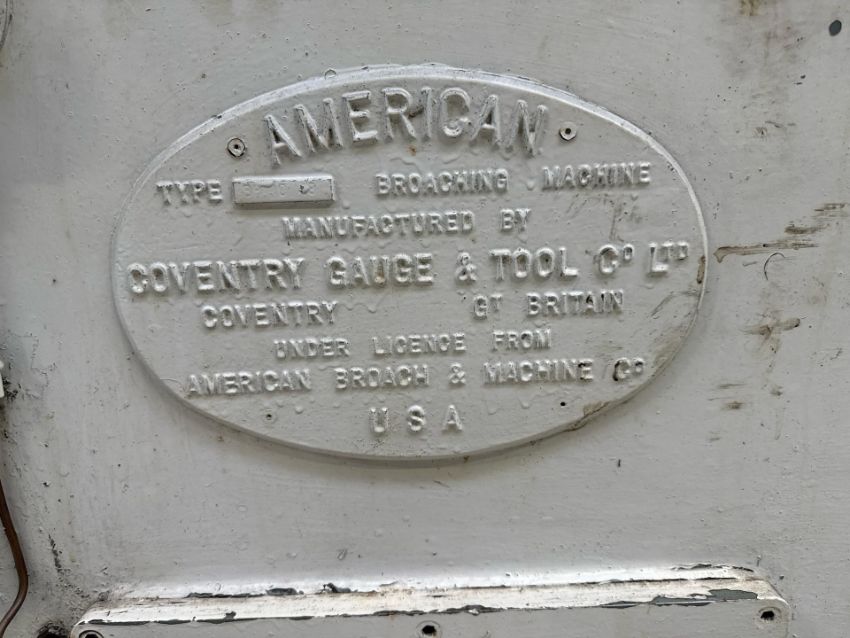 AMERICAN
TYPE BROACHING MACHINE
MANUFACTURED BY
COVENTRY GAUGE & TOOL Cº LTD
COVENTRY GT BRITAIN
UNDER LICENCE FROM
AMERICAN BROACH & MACHINE CO
USA